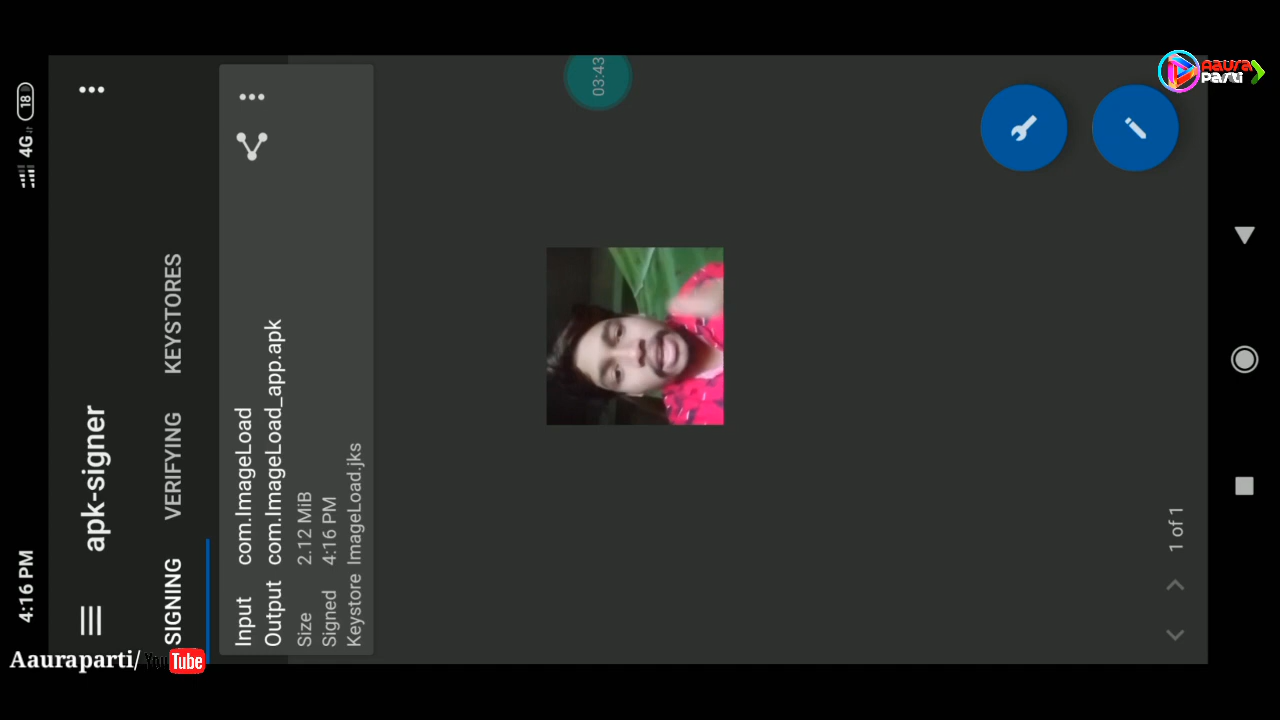 4:16 PM
4G
18
apk-signer
SIGNING
VERIFYING
KEYSTORES
Input com.ImageLoad
Output com.ImageLoad_app.apk
Size 2.12 MiB
Signed 4:16 PM
Keystore ImageLoad.jks
03:43
1 of 1
Aaura
Parti
Aauraparti/YouTube